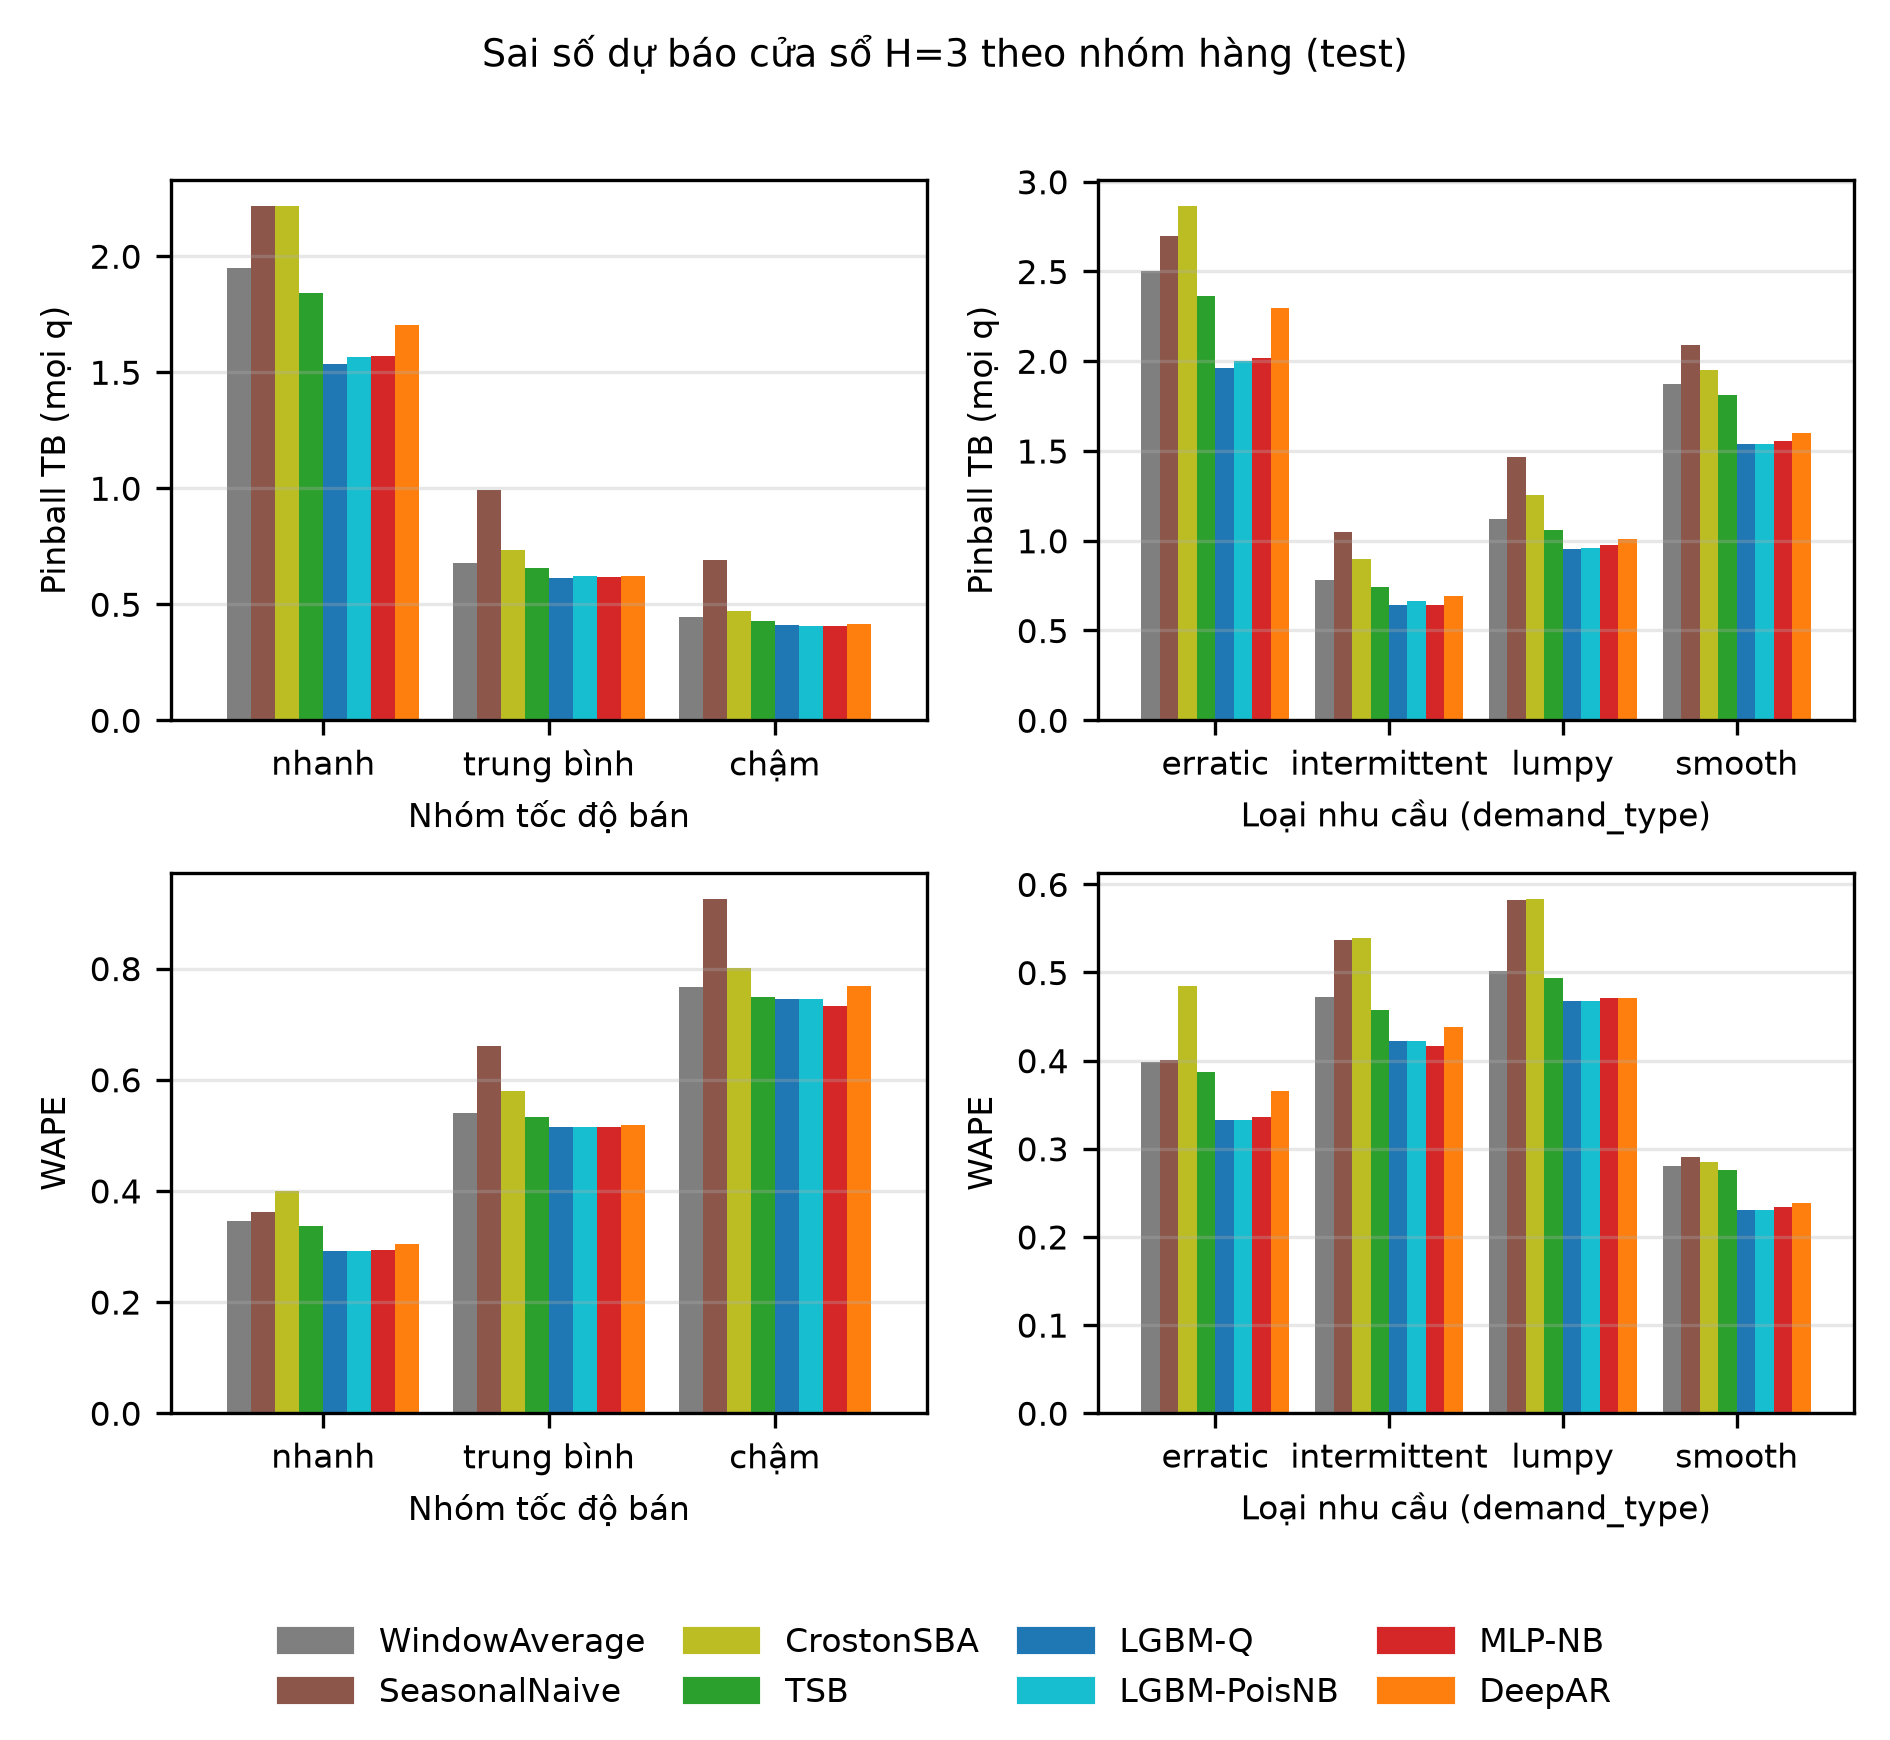 Sai số dự báo cửa sổ H=3 theo nhóm hàng (test)
Pinball TB (mọi q)
2.0
1.5
1.0
0.5
0.0
nhanh trung bình chậm
Nhóm tốc độ bán
Pinball TB (mọi q)
3.0
2.5
2.0
1.5
1.0
0.5
0.0
erratic intermittent lumpy smooth
Loại nhu cầu (demand_type)
WAPE
0.8
0.6
0.4
0.2
0.0
nhanh trung bình chậm
Nhóm tốc độ bán
WAPE
0.6
0.5
0.4
0.3
0.2
0.1
0.0
erratic intermittent lumpy smooth
Loại nhu cầu (demand_type)
WindowAverage CrostonSBA LGBM-Q MLP-NB
SeasonalNaive TSB LGBM-PoisNB DeepAR